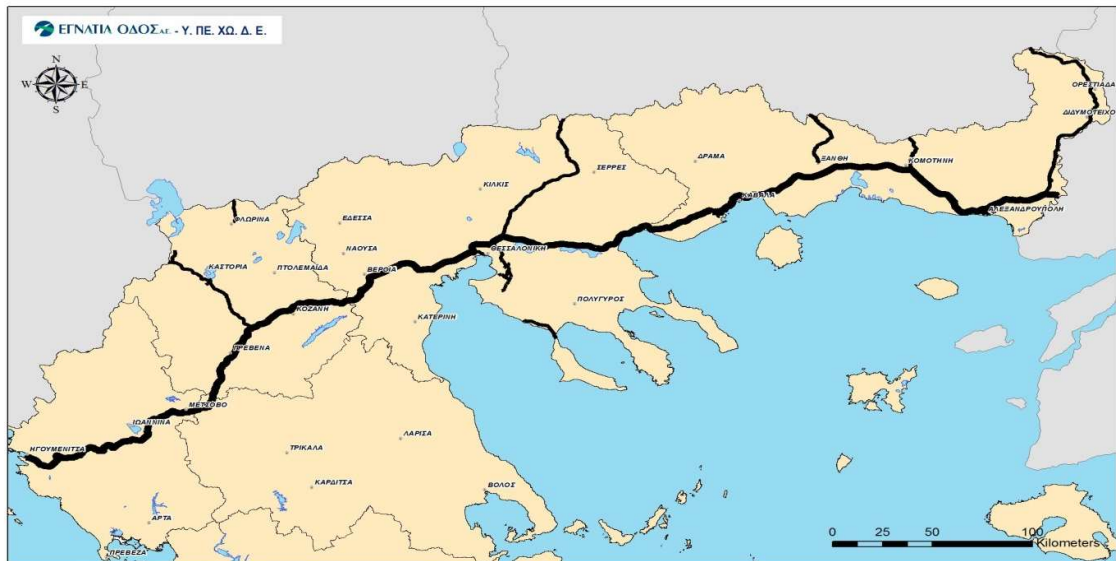 ΕΓΝΑΤΙΑ ΟΔΟΣ Α.Ε. - Υ. ΠΕ. ΧΩ. Δ. Ε.
N
W E
S
ΟΡΕΣΤΙΑΔΑ
ΔΙΔΥΜΟΤΕΙΧΟ
ΔΡΑΜΑ
ΞΑΝΘΗ
ΚΟΜΟΤΗΝΗ
ΣΕΡΡΕΣ
ΚΙΛΚΙΣ
ΚΑΒΑΛΑ
ΑΛΕΞΑΝΔΡΟΥΠΟΛΗ
ΦΛΩΡΙΝΑ
ΕΔΕΣΣΑ
ΝΑΟΥΣΑ
ΘΕΣΣΑΛΟΝΙΚΗ
ΚΑΣΤΟΡΙΑ
ΠΤΟΛΕΜΑΙΔΑ
ΒΕΡΟΙΑ
ΠΟΛΥΓΥΡΟΣ
ΚΟΖΑΝΗ
ΚΑΤΕΡΙΝΗ
ΓΡΕΒΕΝΑ
ΜΕΤΣΟΒΟ
ΙΩΑΝΝΙΝΑ
ΗΓΟΥΜΕΝΙΤΣΑ
ΛΑΡΙΣΑ
ΤΡΙΚΑΛΑ
ΚΑΡΔΙΤΣΑ
ΒΟΛΟΣ
ΑΡΤΑ
ΠΡΕΒΕΖΑ
0 25 50 100
Kilometers